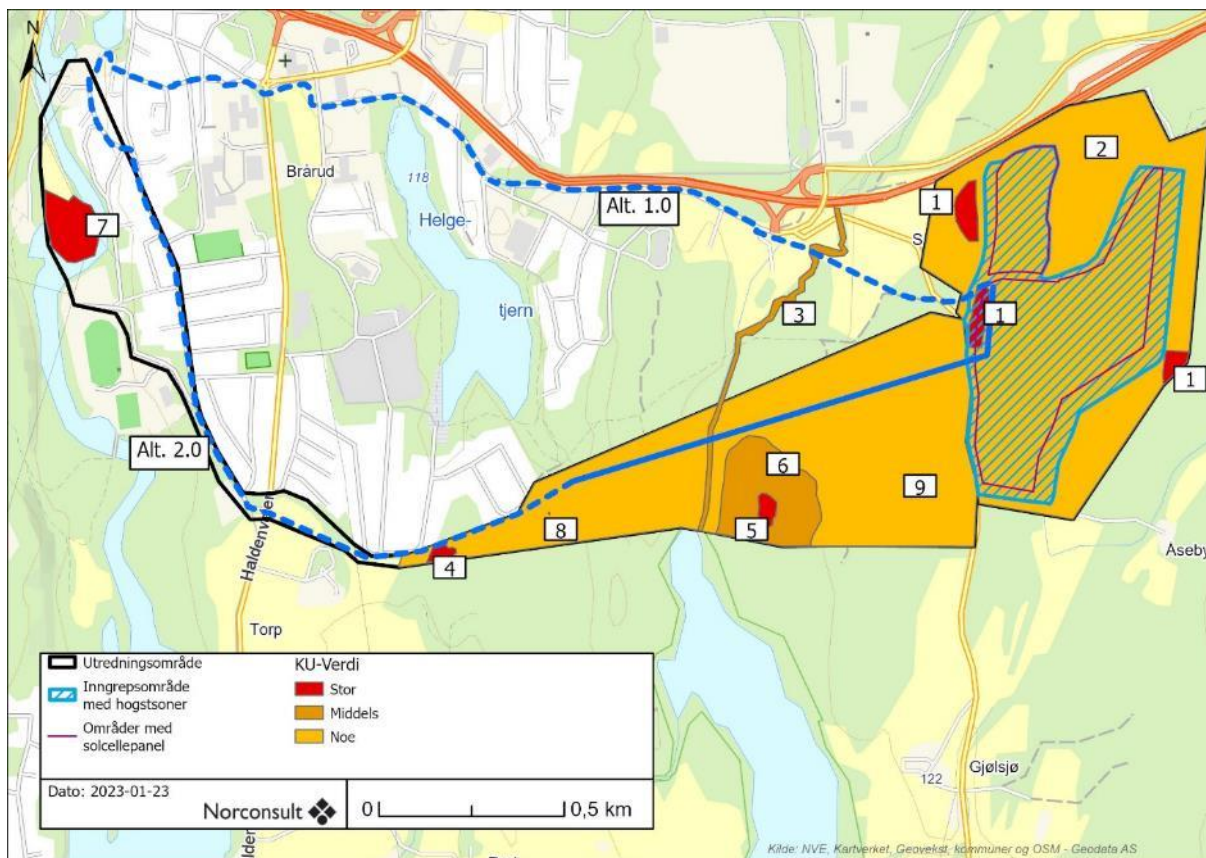 N
Brårud
118
Helge-
tjern
Alt. 1.0
2
1
S
7
3
1
1
Alt. 2.0
6
9
Haldenve
5
8
4
Åseby
Torp
Utredningsområde
Inngrepsområde
med hogstsoner
Områder med
solcellepanel
KU-Verdi
Stor
Middels
Noe
Gjølsjø
122
Dato: 2023-01-23
Norconsult
0
0,5 km
Kilde: NVE, Kartverket, Geovekst, kommuner og OSM - Geodata AS